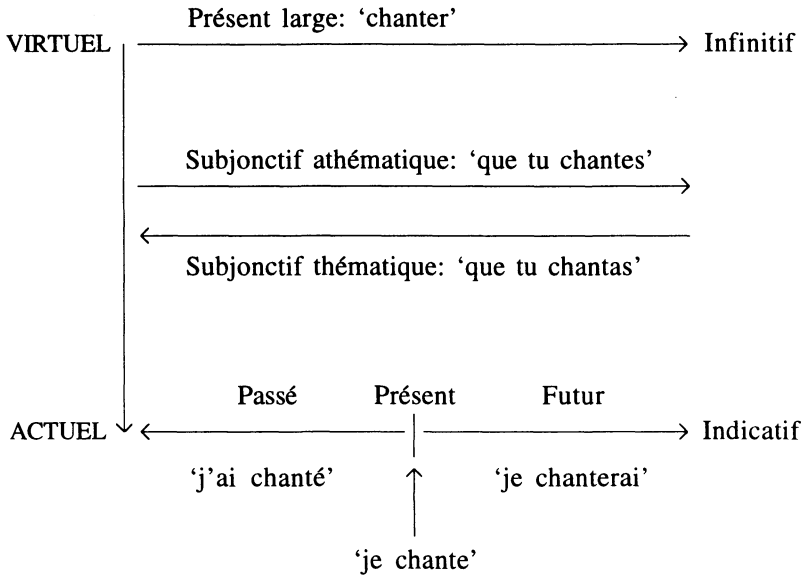 Présent large: ‘chanter’
VIRTUEL Infinitif
Subjonctif athématique: ‘que tu chantes’
Subjonctif thématique: ‘que tu chantas’
Passé Présent Futur
ACTUEL Indicatif
‘j'ai chanté’ ‘je chanterai’
‘je chante’